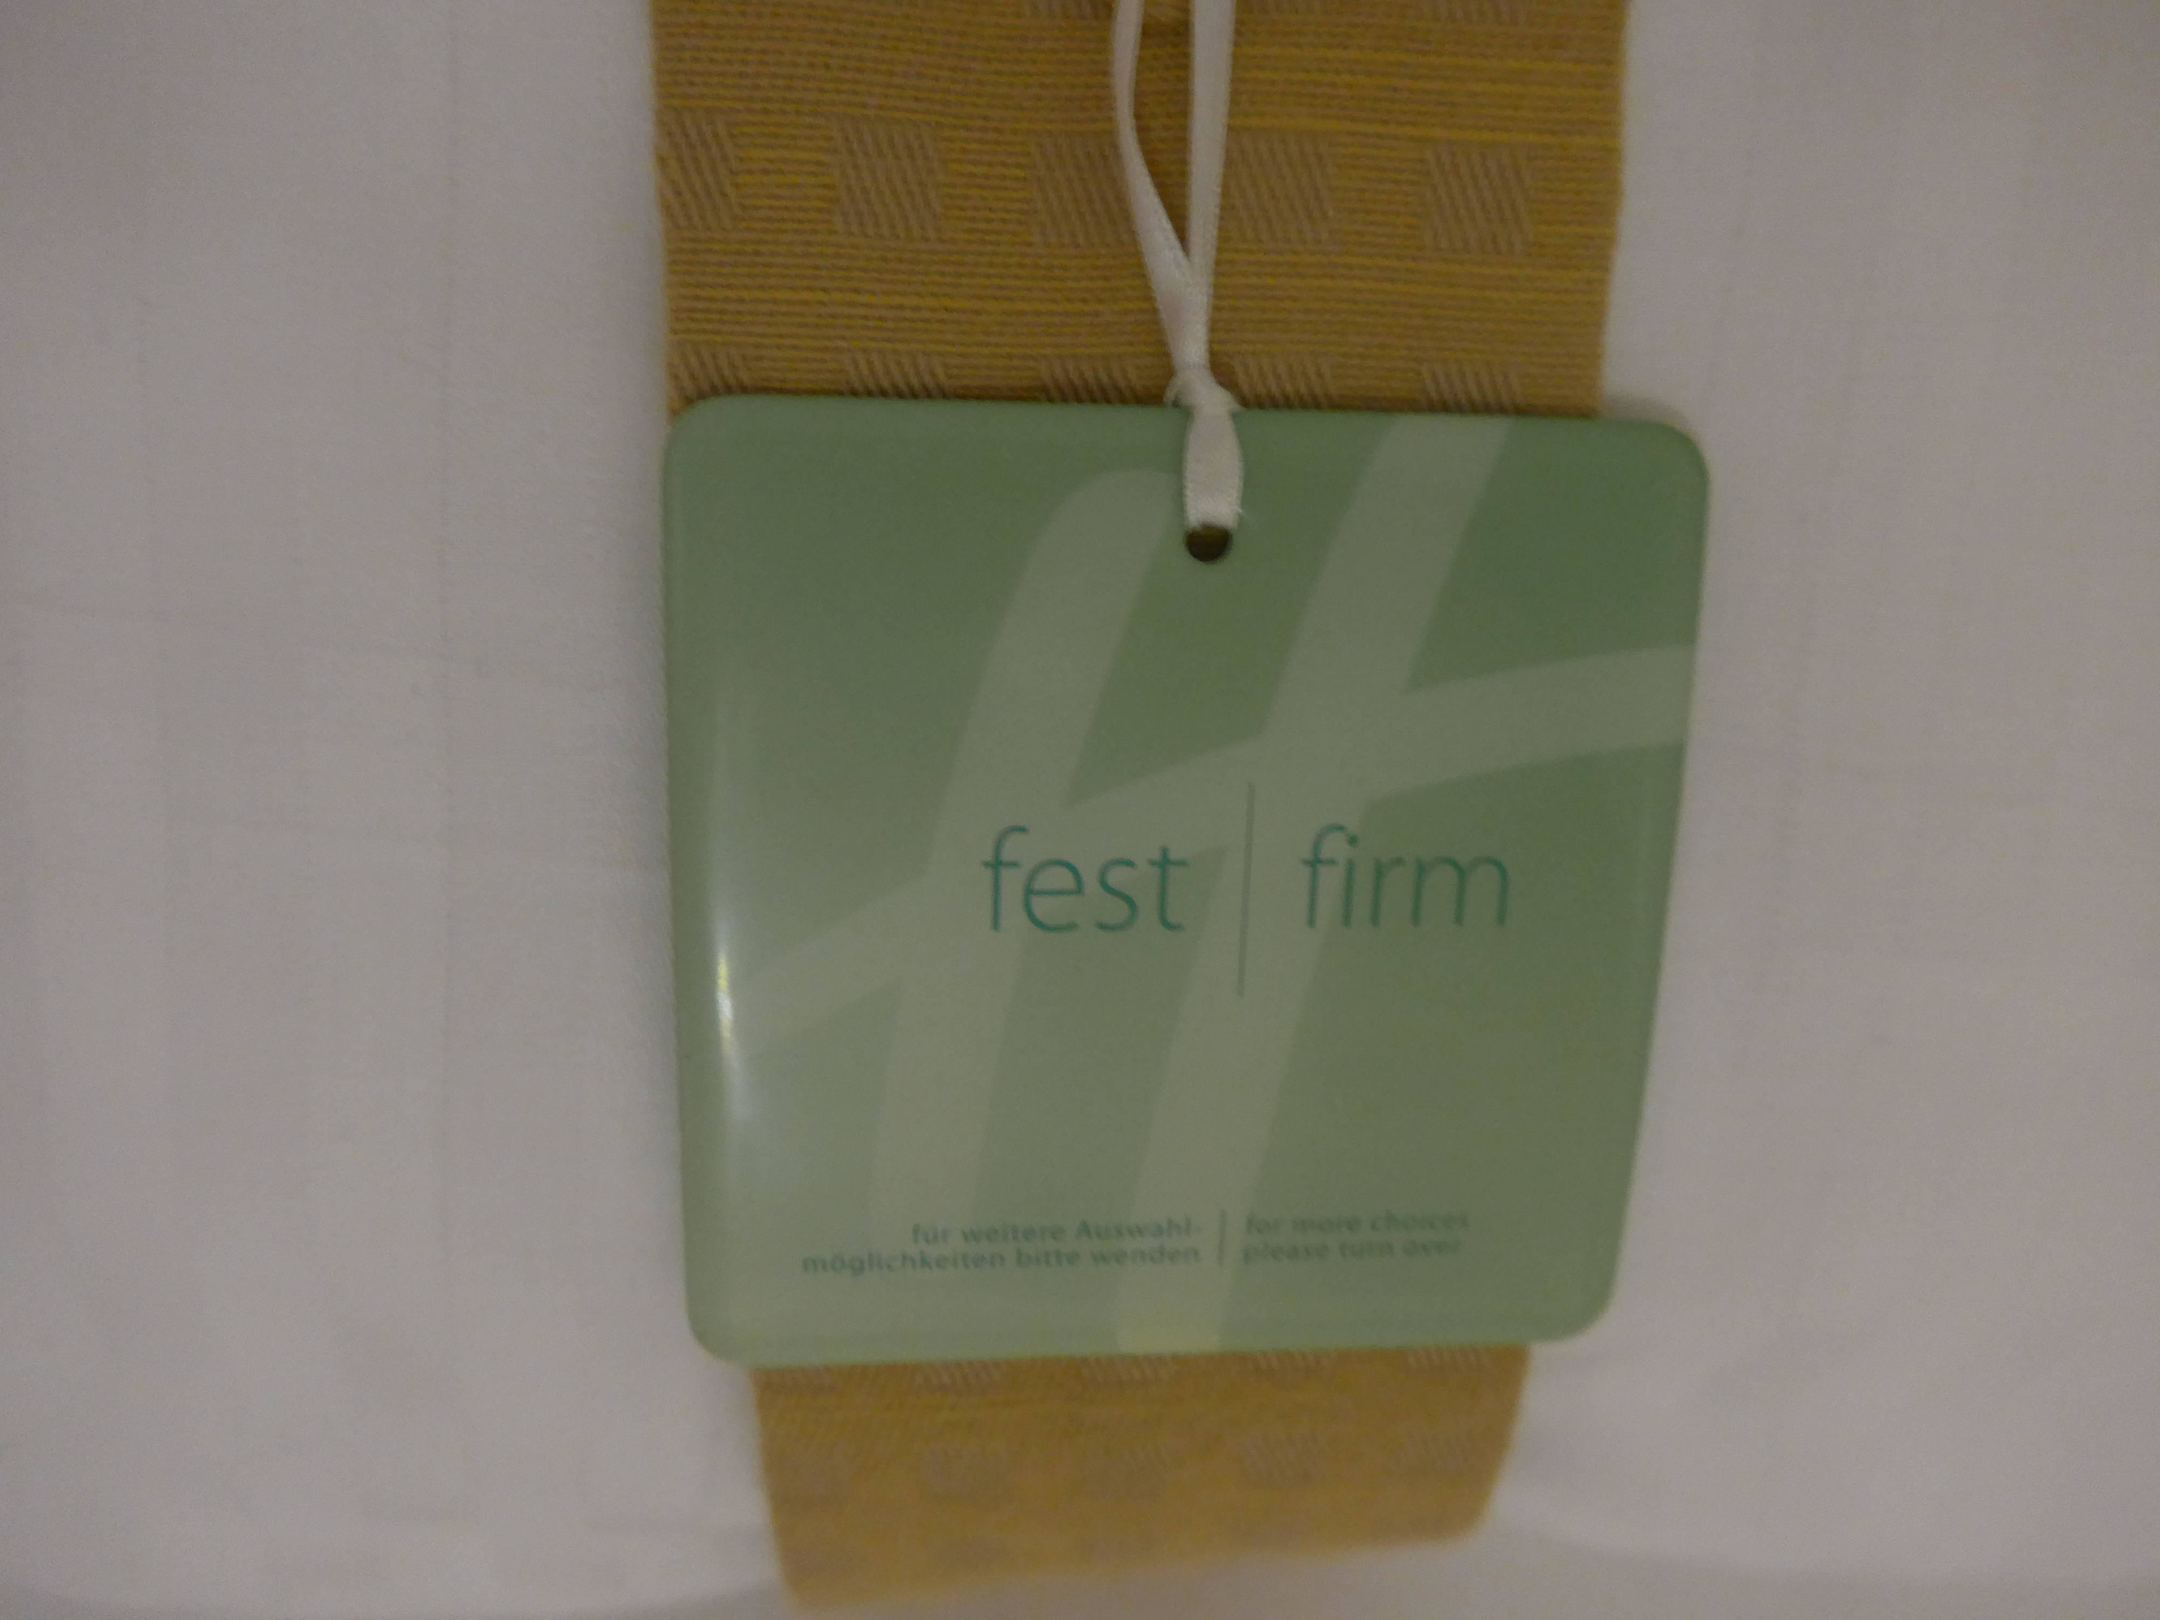 fest | firm
für weitere Auswahl- | for more choices
möglichkeiten bitte wenden | please turn over